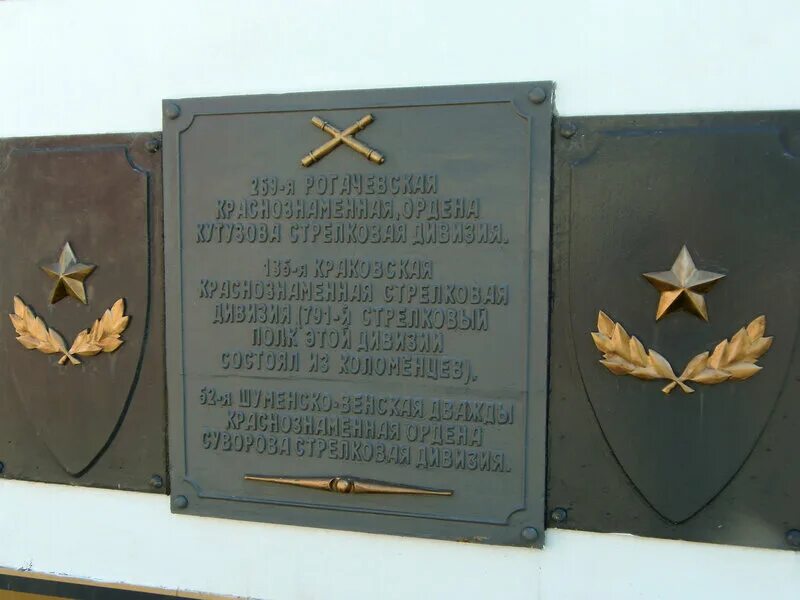 269-я РОГАЧЕВСКАЯ
КРАСНОЗНАМЕННАЯ, ОРДЕНА
КУТУЗОВА СТРЕЛКОВАЯ ДИВИЗИЯ.
135-я КРАКОВСКАЯ
КРАСНОЗНАМЕННАЯ СТРЕЛКОВАЯ
ДИВИЗИЯ (791-й СТРЕЛКОВЫЙ
ПОЛК ЭТОЙ ДИВИЗИИ
СОСТОЯЛ ИЗ КОЛОМЕНЦЕВ).
52-я ШУМЕНСКО-ВЕНСКАЯ ДВАЖДЫ
КРАСНОЗНАМЕННАЯ ОРДЕНА
СУВОРОВА СТРЕЛКОВАЯ ДИВИЗИЯ.